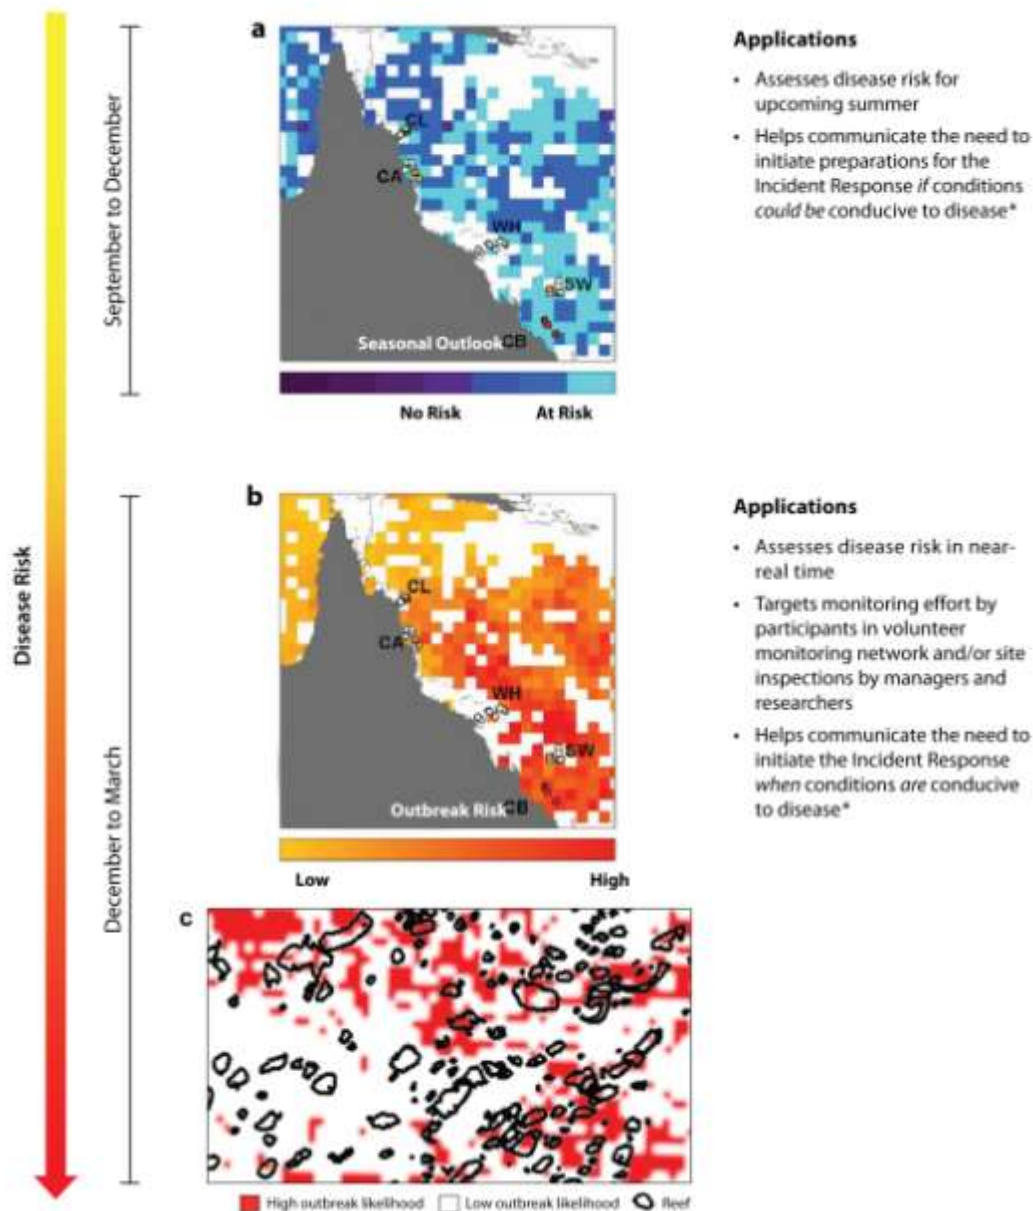 Disease Risk
September to December
a
CL
CA
WH
SW
Seasonal Outlook CB
No Risk At Risk
Applications
• Assesses disease risk for
upcoming summer
• Helps communicate the need to
initiate preparations for the
Incident Response if conditions
could be conducive to disease*
December to March
b
CL
CA
WH
SW
Outbreak Risk CB
Low High
Applications
• Assesses disease risk in near-
real time
• Targets monitoring effort by
participants in volunteer
monitoring network and/or site
inspections by managers and
researchers
• Helps communicate the need to
initiate the Incident Response
when conditions are conducive
to disease*
c
High outbreak likelihood Low outbreak likelihood Reef